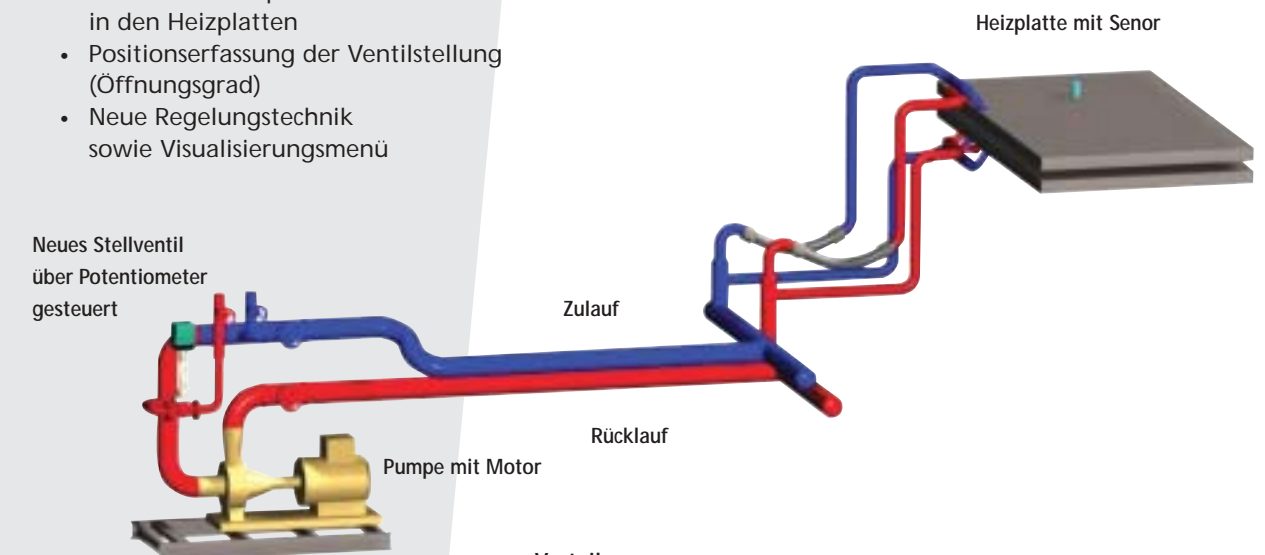 in den Heizplatten
• Positionserfassung der Ventilstellung
(Öffnungsgrad)
• Neue Regelungstechnik
sowie Visualisierungsmenü
Heizplatte mit Senor
Neues Stellventil
über Potentiometer
gesteuert
Zulauf
Rücklauf
Pumpe mit Motor